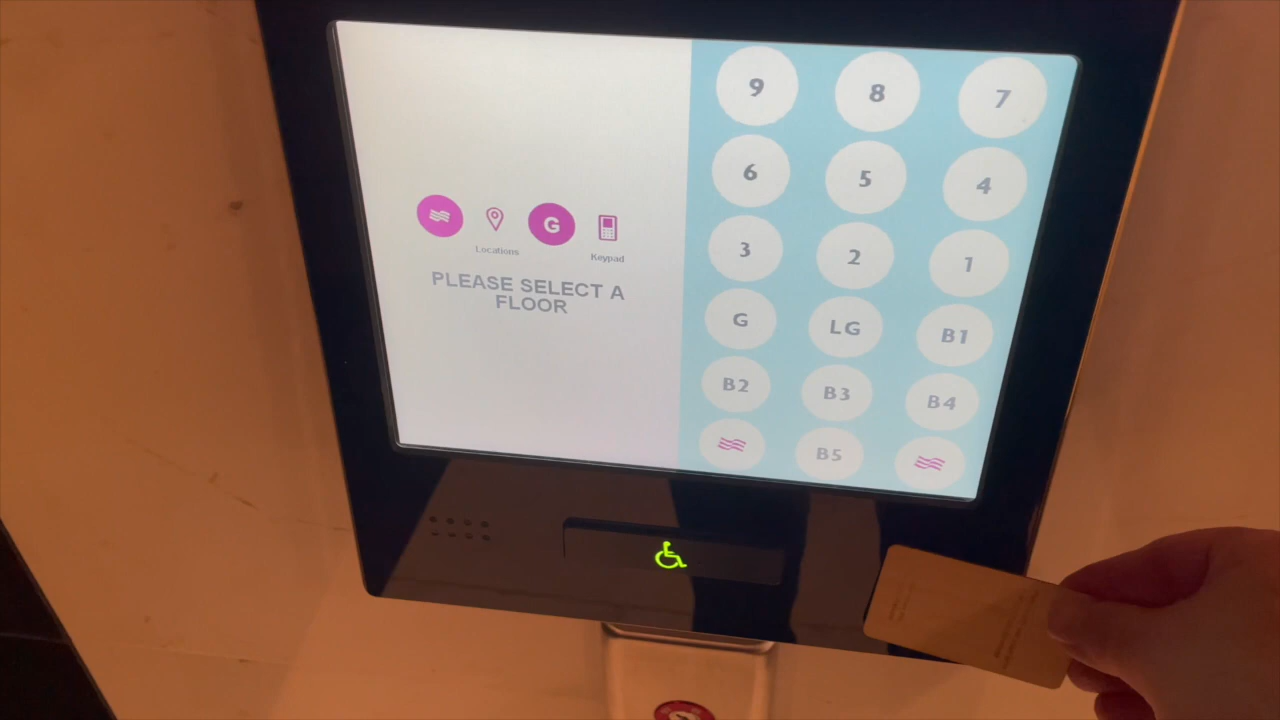 G
Locations
Keypad
PLEASE SELECT A
FLOOR
9 8 7
6 5 4
3 2 1
G LG B1
B2 B3 B4
B5